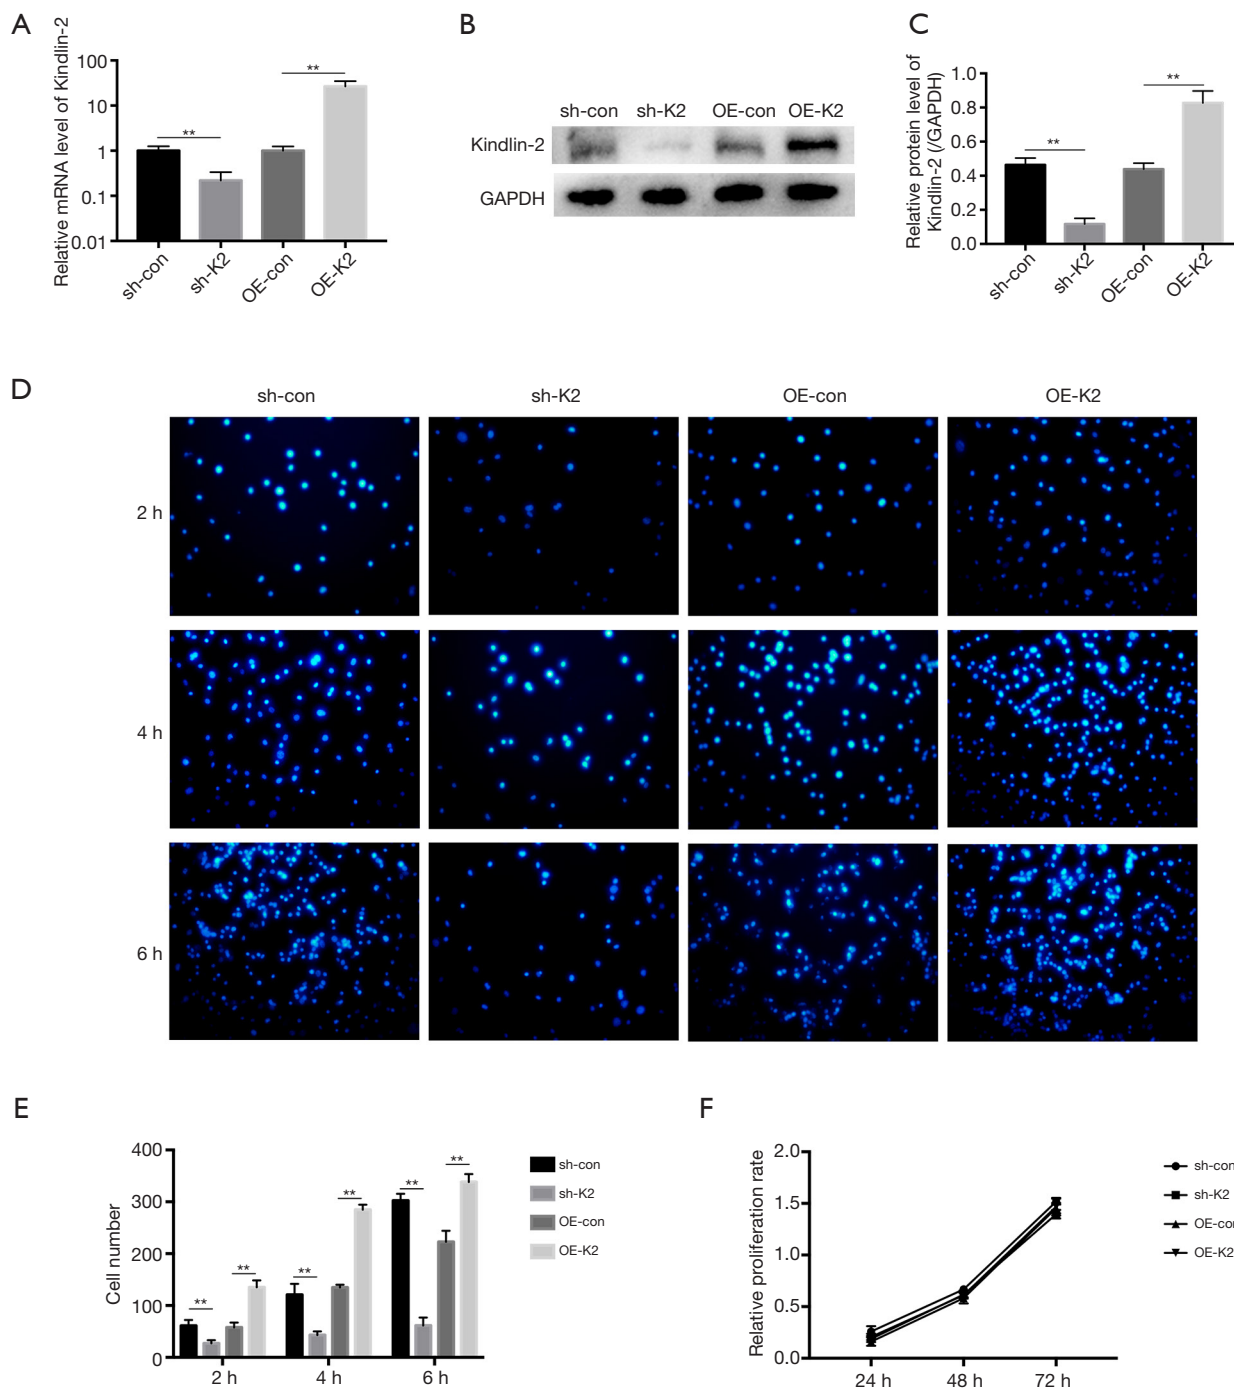 A
Relative mRNA level of Kindlin-2
100
10
1
0.1
0.01
**
**
sh-con
sh-K2
OE-con
OE-K2
B
sh-con sh-K2 OE-con OE-K2
Kindlin-2
GAPDH
C
Relative protein level of
Kindlin-2 (/GAPDH)
1.0
0.8
0.6
0.4
0.2
0.0
**
**
sh-con
sh-K2
OE-con
OE-K2
D
sh-con sh-K2 OE-con OE-K2
2 h
4 h
6 h
E
Cell number
400
300
200
100
0
**
**
**
**
**
**
2 h 4 h 6 h
sh-con
sh-K2
OE-con
OE-K2
F
Relative proliferation rate
2.0
1.5
1.0
0.5
0.0
24 h 48 h 72 h
sh-con
sh-K2
OE-con
OE-K2